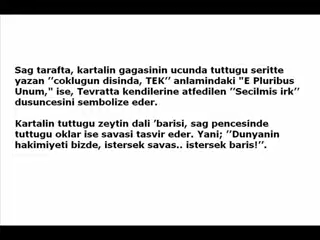 Sag tarafta, kartalin gagasinin ucunda tuttugu seritte
yazan ‘’coklugun disinda, TEK’’ anlamindaki "E Pluribus
Unum," ise, Tevratta kendilerine atfedilen ‘’Secilmis irk’’
dusuncesini sembolize eder.
Kartalin tuttugu zeytin dali ‘barisi, sag pencesinde
tuttugu oklar ise savasi tasvir eder. Yani; ‘’Dunyanin
hakimiyeti bizde, istersek savas.. istersek baris!’’.